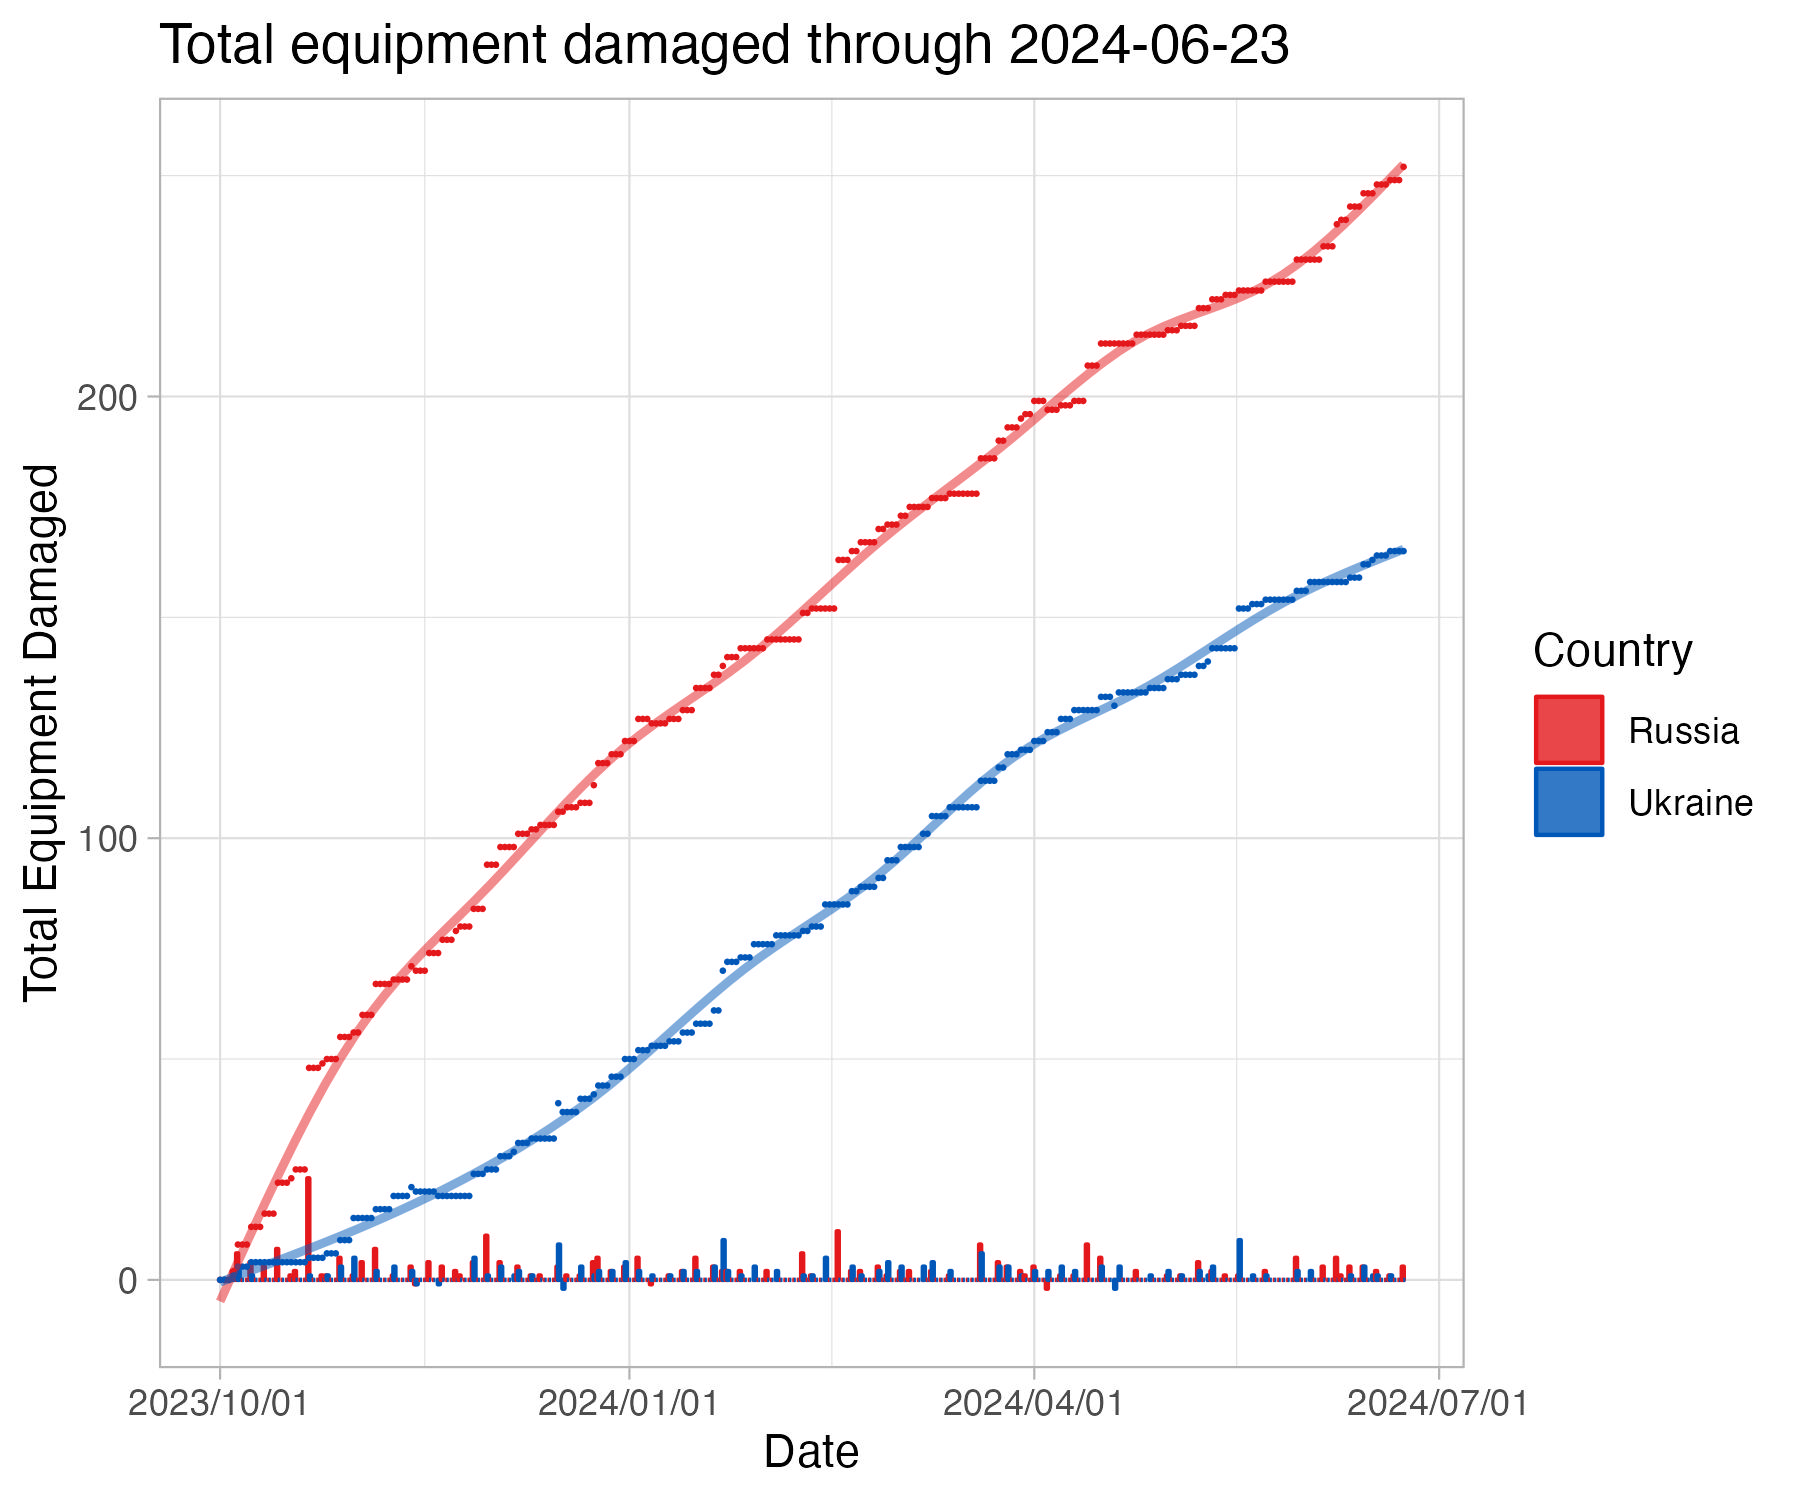 Total equipment damaged through 2024-06-23
Total Equipment Damaged
200
100
0
2023/10/01
2024/01/01
2024/04/01
2024/07/01
Date
Country
Russia
Ukraine